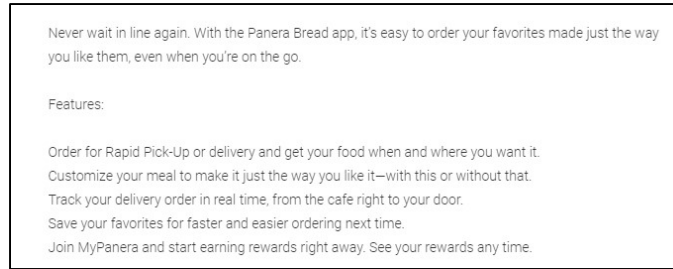 Never wait in line again. With the Panera Bread app, it's easy to order your favorites made just the way
you like them, even when you're on the go.
Features:
Order for Rapid Pick-Up or delivery and get your food when and where you want it.
Customize your meal to make it just the way you like it—with this or without that.
Track your delivery order in real time, from the cafe right to your door.
Save your favorites for faster and easier ordering next time.
Join MyPanera and start earning rewards right away. See your rewards any time.